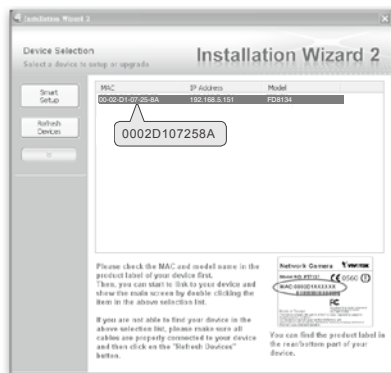 Installation Wizard 2
Device Selection
Select a device to setup or upgrade
Installation Wizard 2
Smart
Setup
Refresh
Devices
MAC IP Address Model
00-02-D1-07-25-8A 192.168.5.151 FD8134
0002D107258A
Please check the MAC and model name in the
product label of your device first.
Then, you can start to link to your device and
show the main screen by double clicking the
item in the above selection list.
If you are not able to find your device in the
above selection list, please make sure all
cables are properly connected to your device
and then click on the "Refresh Devices"
button.
Network Camera VIVOTEK
0560
MAC:0002D1XXXXXX
FC
You can find the product label in
the rear/bottom part of your
device.